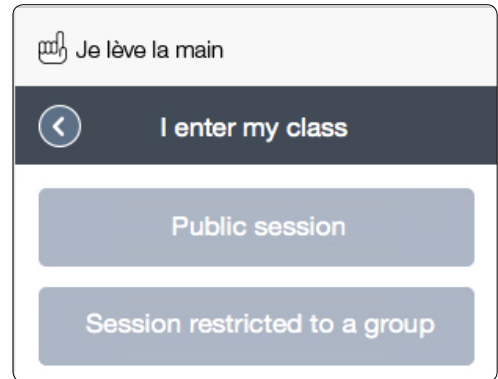 Je lève la main
I enter my class
Public session
Session restricted to a group